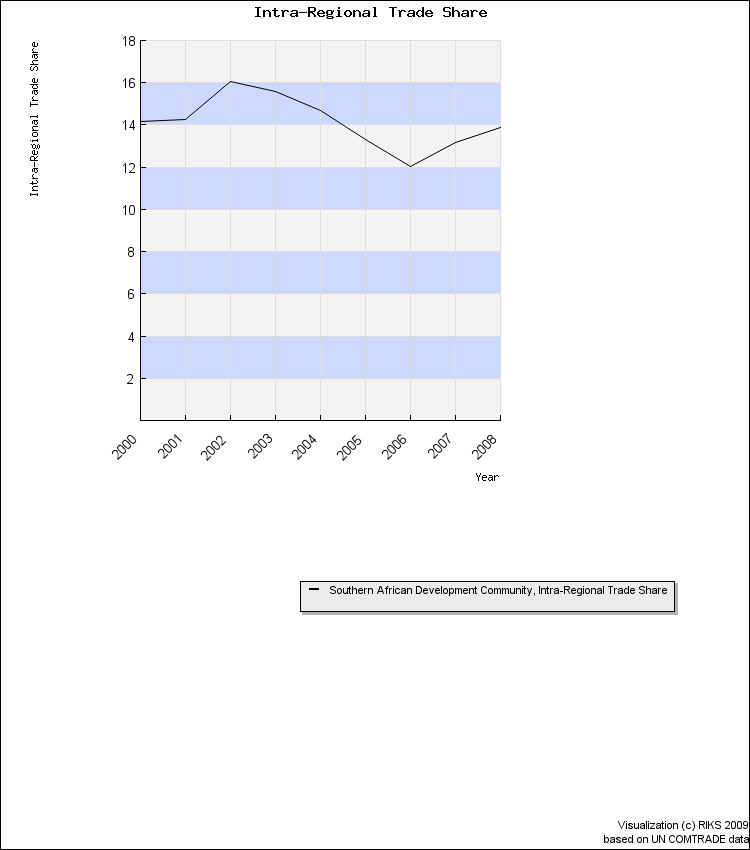 Intra-Regional Trade Share
Intra-Regional Trade Share
18
16
14
12
10
8
6
4
2
2000 2001 2002 2003 2004 2005 2006 2007 2008
Year
Southern African Development Community, Intra-Regional Trade Share
Visualization (c) RIKS 2009
based on UN COMTRADE data